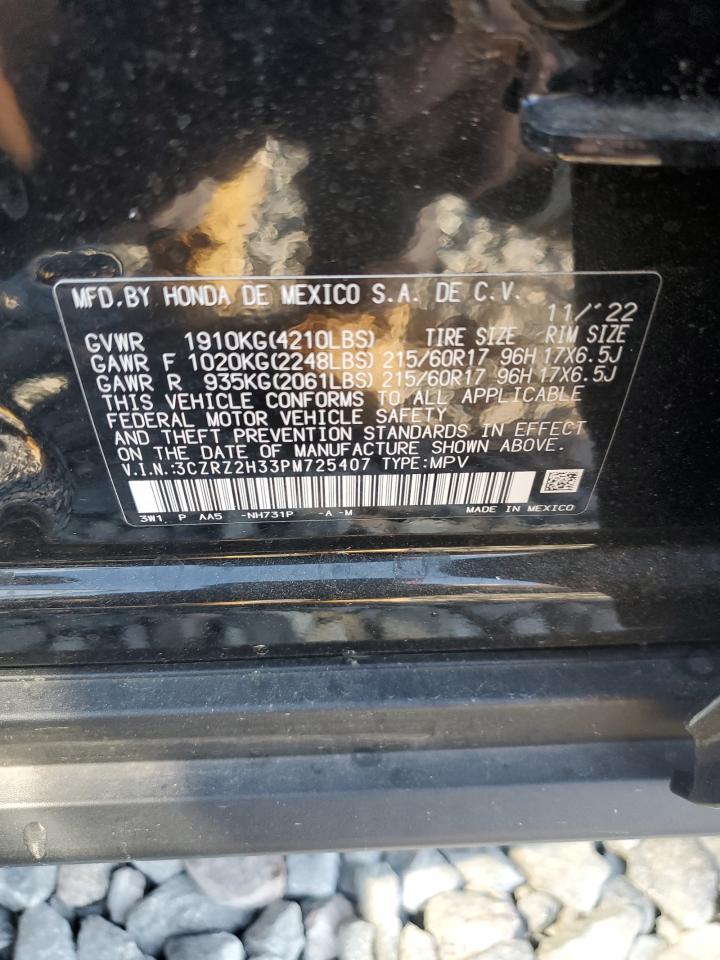 MFD.BY HONDA DE MEXICO S.A. DE C.V. 11/'22
GVWR 1910KG(4210LBS) TIRE SIZE RIM SIZE
GAWR F 1020KG(2248LBS) 215/60R17 96H 17X6.5J
GAWR R 935KG(2061LBS) 215/60R17 96H 17X6.5J
THIS VEHICLE CONFORMS TO ALL APPLICABLE
FEDERAL MOTOR VEHICLE SAFETY
AND THEFT PREVENTION STANDARDS IN EFFECT
ON THE DATE OF MANUFACTURE SHOWN ABOVE.
V.I.N.:3CZRZ2H33PM725407 TYPE:MPV
3W1 P AA5 -NH731P -A-M MADE IN MEXICO